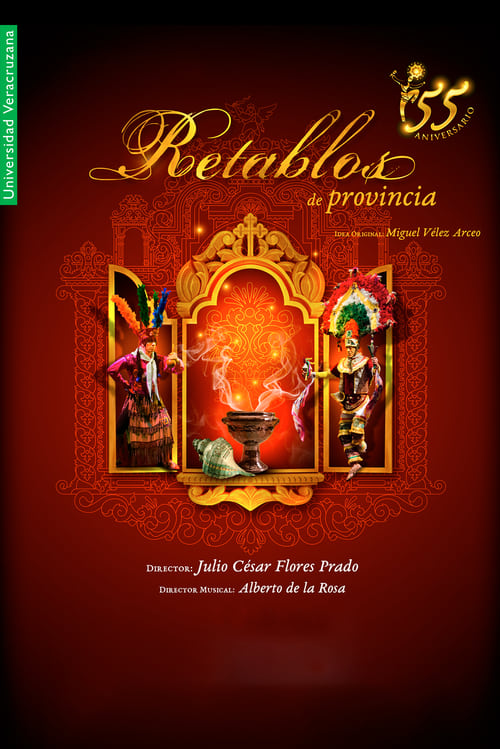 Universidad Veracruzana
55
ANIVERSARIO
Retablos
de provincia
IDEA ORIGINAL: Miguel Vélez Arceo
DIRECTOR: Julio César Flores Prado
DIRECTOR MUSICAL: Alberto de la Rosa